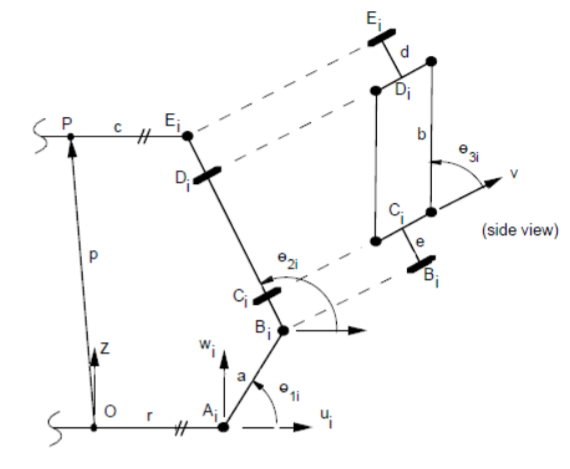 E_i
d
P
c
E_i
D_i
D_i
b
θ_3i
v
C_i
(side view)
e
B_i
p
θ_2i
C_i
B_i
Z
w_i
a
θ_1i
O
r
A_i
u_i